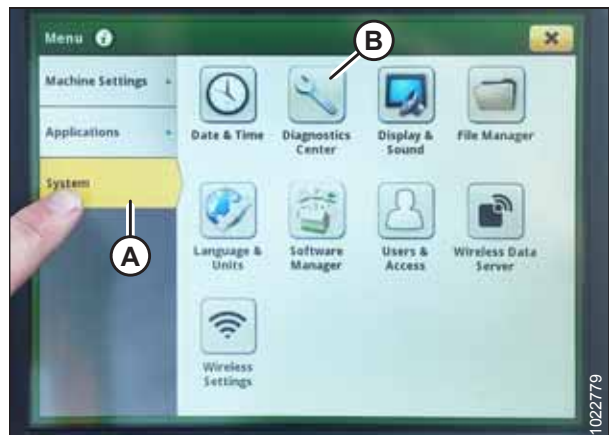 Menu i
B
Machine Settings
Applications
System
A
Date & Time
Diagnostics
Center
Display &
Sound
File Manager
Language &
Units
Software
Manager
Users &
Access
Wireless Data
Server
Wireless
Settings
1022779